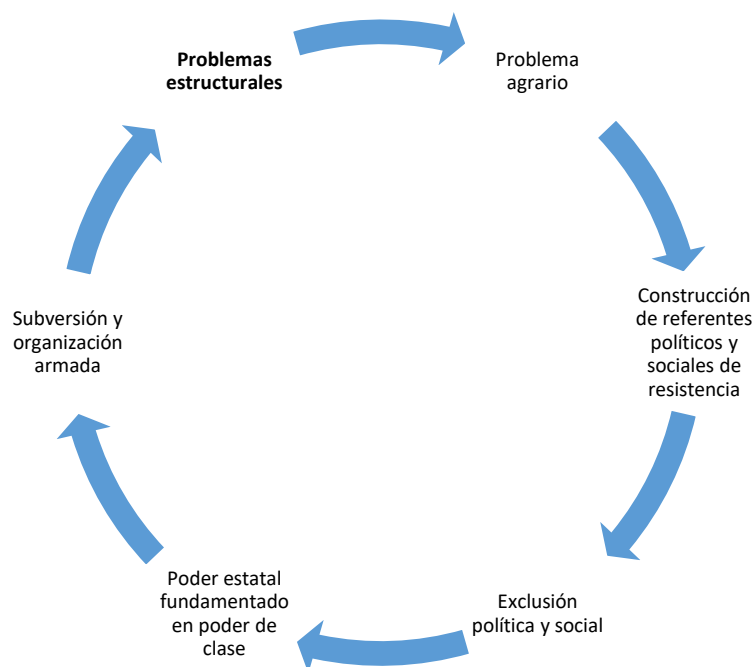 Problemas
estructurales
Problema
agrario
Construcción
de referentes
políticos y
sociales de
resistencia
Exclusión
política y social
Poder estatal
fundamentado
en poder de
clase
Subversión y
organización
armada